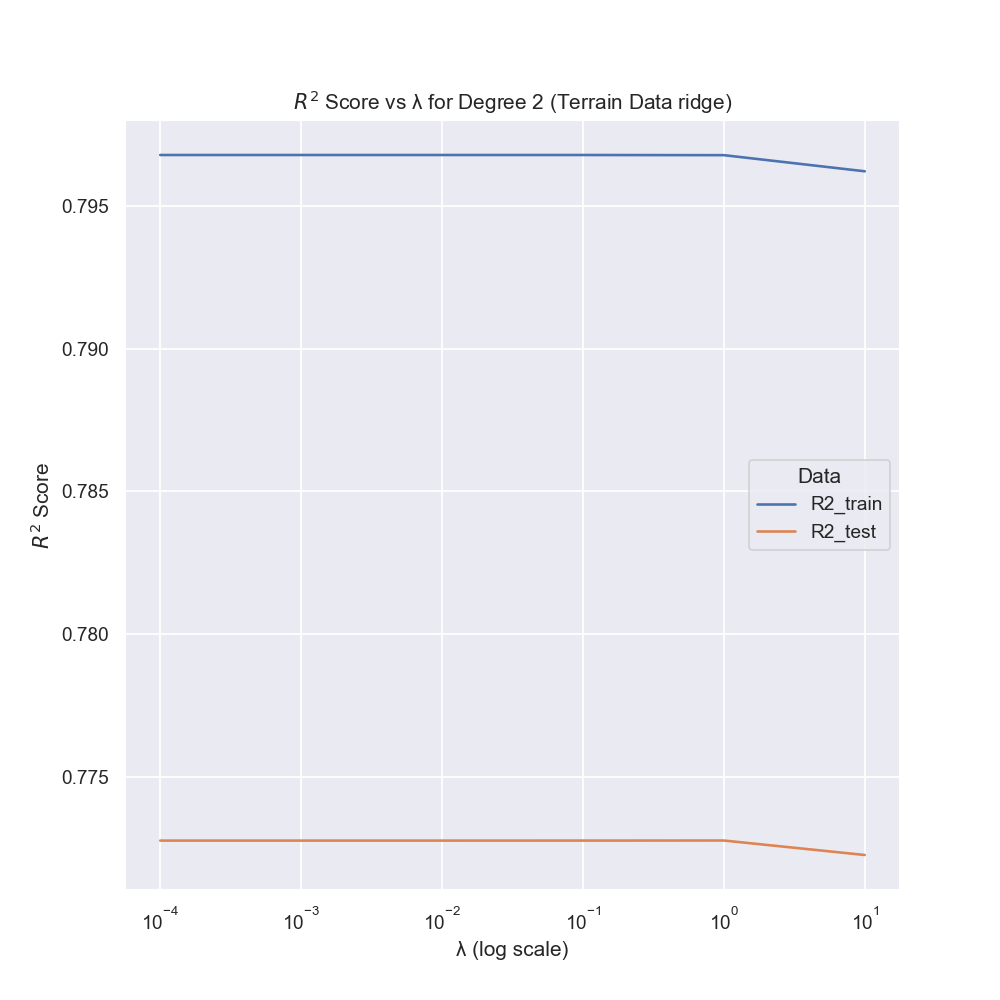 R² Score vs λ for Degree 2 (Terrain Data ridge)
0.795
0.790
0.785
0.780
0.775
R² Score
Data
R2_train
R2_test
10⁻⁴ 10⁻³ 10⁻² 10⁻¹ 10⁰ 10¹
λ (log scale)